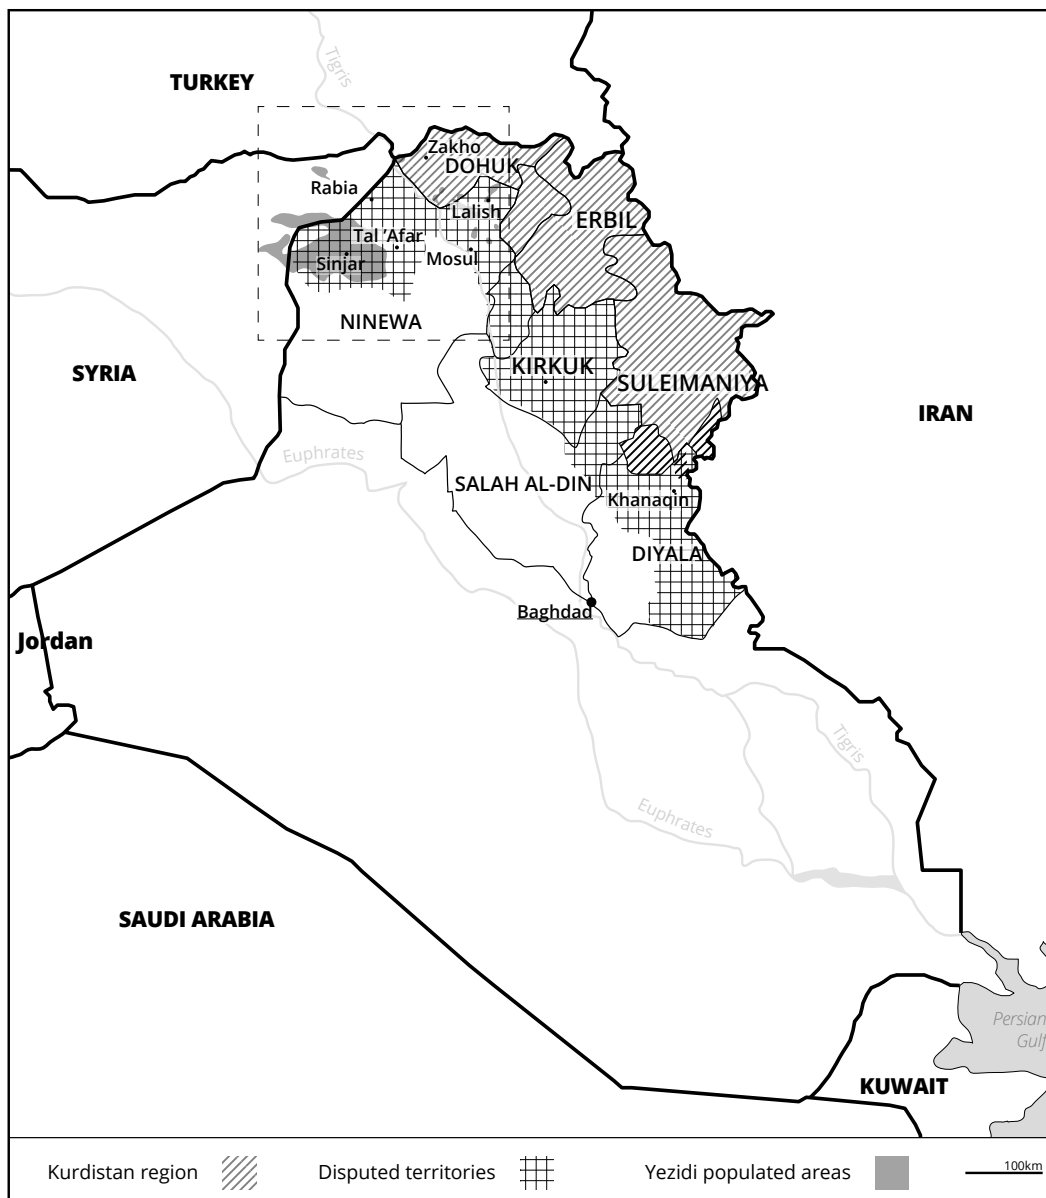 Tigris
TURKEY
Zakho
DOHUK
Rabia
Lalish
ERBIL
Tal ’Afar
Mosul
Sinjar
NINEWA
KIRKUK
SYRIA
SULEIMANIYA
IRAN
Euphrates
SALAH AL-DIN
Khanaqin
DIYALA
Baghdad
Jordan
Tigris
Euphrates
SAUDI ARABIA
Persian
Gulf
KUWAIT
Kurdistan region
Disputed territories
Yezidi populated areas
100km